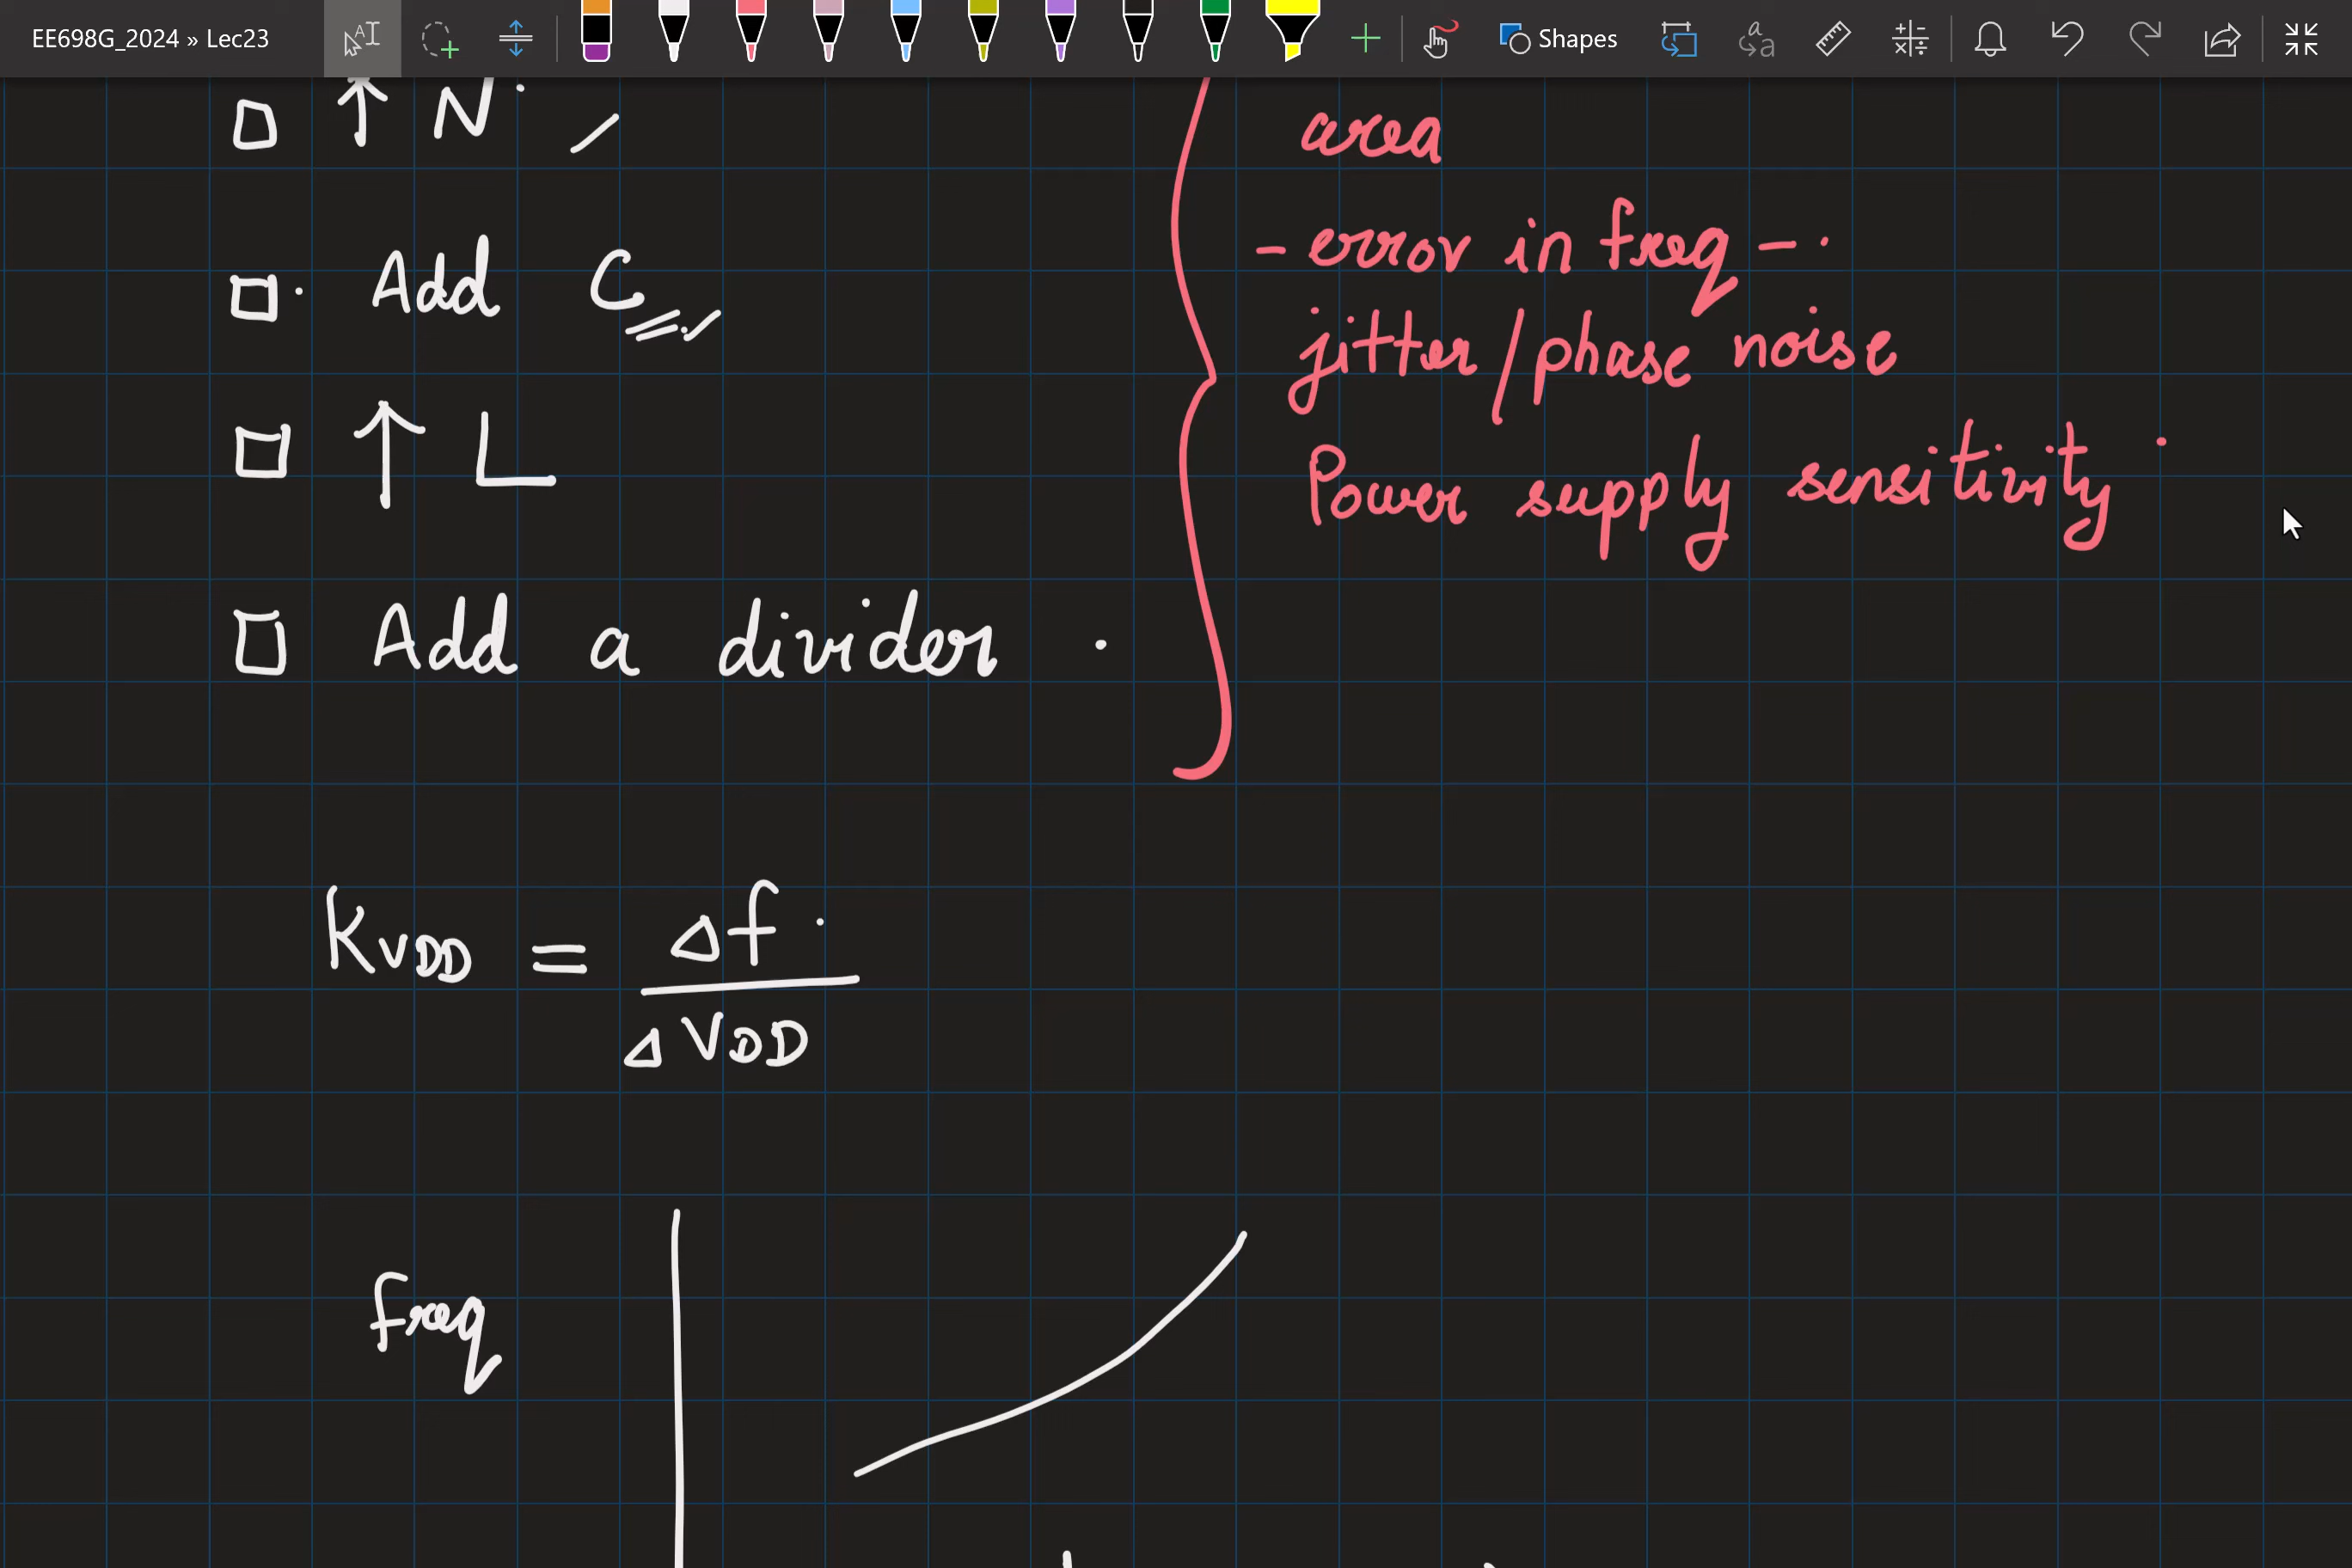 EE698G_2024 » Lec23
Shapes
↑ N
Add C
↑ L
Add a divider
area
- error in freq -
jitter/phase noise
Power supply sensitivity
KVDD = Δf
ΔVDD
freq